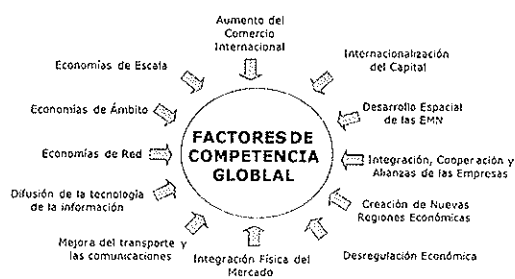 Aumento del
Comercio
Internacional
Internacionalización
del Capital
Desarrollo Espacial
de las EMN
Integración, Cooperación y
Alianzas de las Empresas
Creación de Nuevas
Regiones Económicas
Desregulación Económica
Integración Física del
Mercado
Mejora del transporte y
las comunicaciones
Difusión de la tecnología
de la información
Economías de Red
Economías de Ámbito
Economías de Escala
FACTORES DE
COMPETENCIA
GLOBLAL